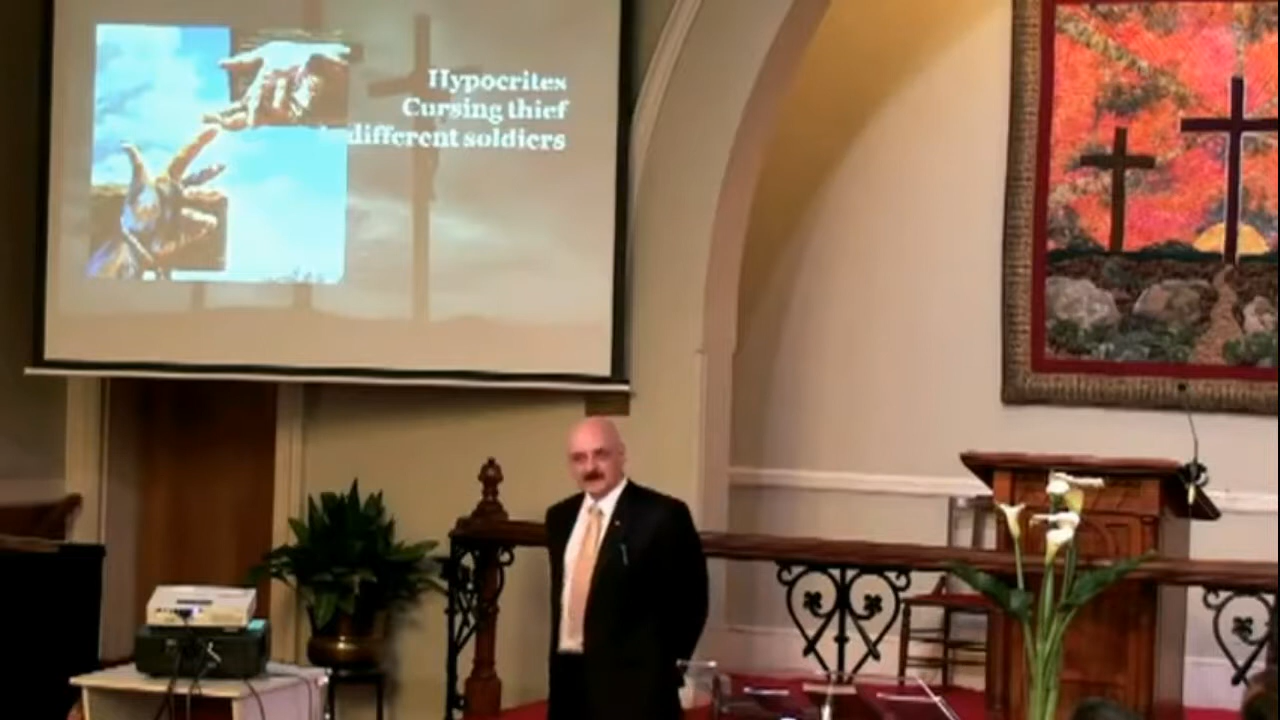 Hypocrites
Cursing thief
different soldiers